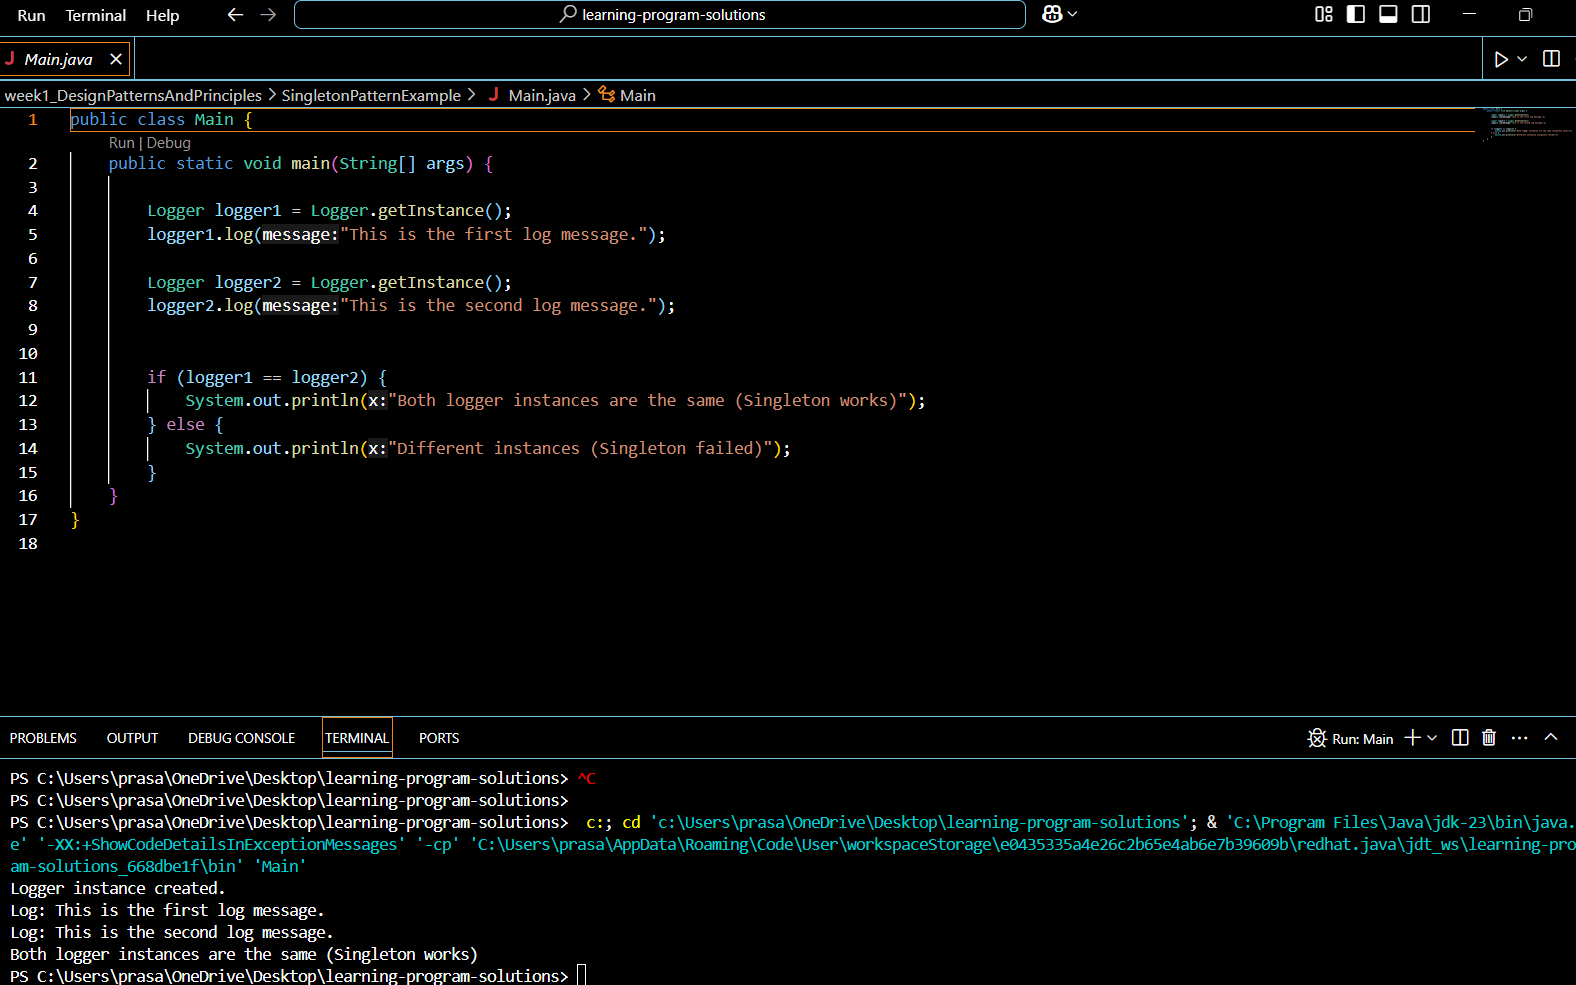 Run Terminal Help learning-program-solutions
J Main.java
week1_DesignPatternsAndPrinciples > SingletonPatternExample > J Main.java > Main
1 public class Main {
Run | Debug
2 public static void main(String[] args) {
3
4 Logger logger1 = Logger.getInstance();
5 logger1.log(message:"This is the first log message.");
6
7 Logger logger2 = Logger.getInstance();
8 logger2.log(message:"This is the second log message.");
9
10
11 if (logger1 == logger2) {
12 System.out.println(x:"Both logger instances are the same (Singleton works)");
13 } else {
14 System.out.println(x:"Different instances (Singleton failed)");
15 }
16 }
17 }
18
PROBLEMS OUTPUT DEBUG CONSOLE TERMINAL PORTS Run: Main
PS C:\Users\prasa\OneDrive\Desktop\learning-program-solutions> ^C
PS C:\Users\prasa\OneDrive\Desktop\learning-program-solutions>
PS C:\Users\prasa\OneDrive\Desktop\learning-program-solutions> c:; cd 'c:\Users\prasa\OneDrive\Desktop\learning-program-solutions'; & 'C:\Program Files\Java\jdk-23\bin\java.
e' '-XX:+ShowCodeDetailsInExceptionMessages' '-cp' 'C:\Users\prasa\AppData\Roaming\Code\User\workspaceStorage\e0435335a4e26c2b65e4ab6e7b39609b\redhat.java\jdt_ws\learning-pro
am-solutions_668dbe1f\bin' 'Main'
Logger instance created.
Log: This is the first log message.
Log: This is the second log message.
Both logger instances are the same (Singleton works)
PS C:\Users\prasa\OneDrive\Desktop\learning-program-solutions>